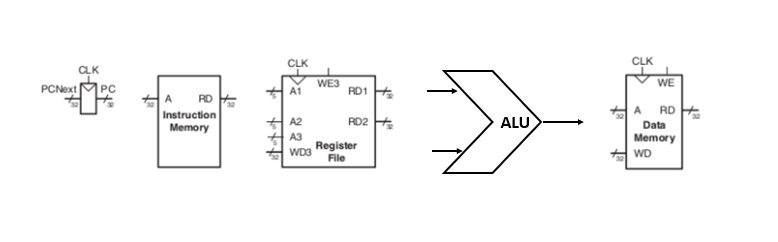 CLK
PCNext
PC
32
32
32
A
RD
32
Instruction
Memory
CLK
WE3
5
A1
RD1
32
5
A2
RD2
32
5
A3
32
WD3
Register
File
ALU
CLK
WE
32
A
RD
32
Data
Memory
32
WD